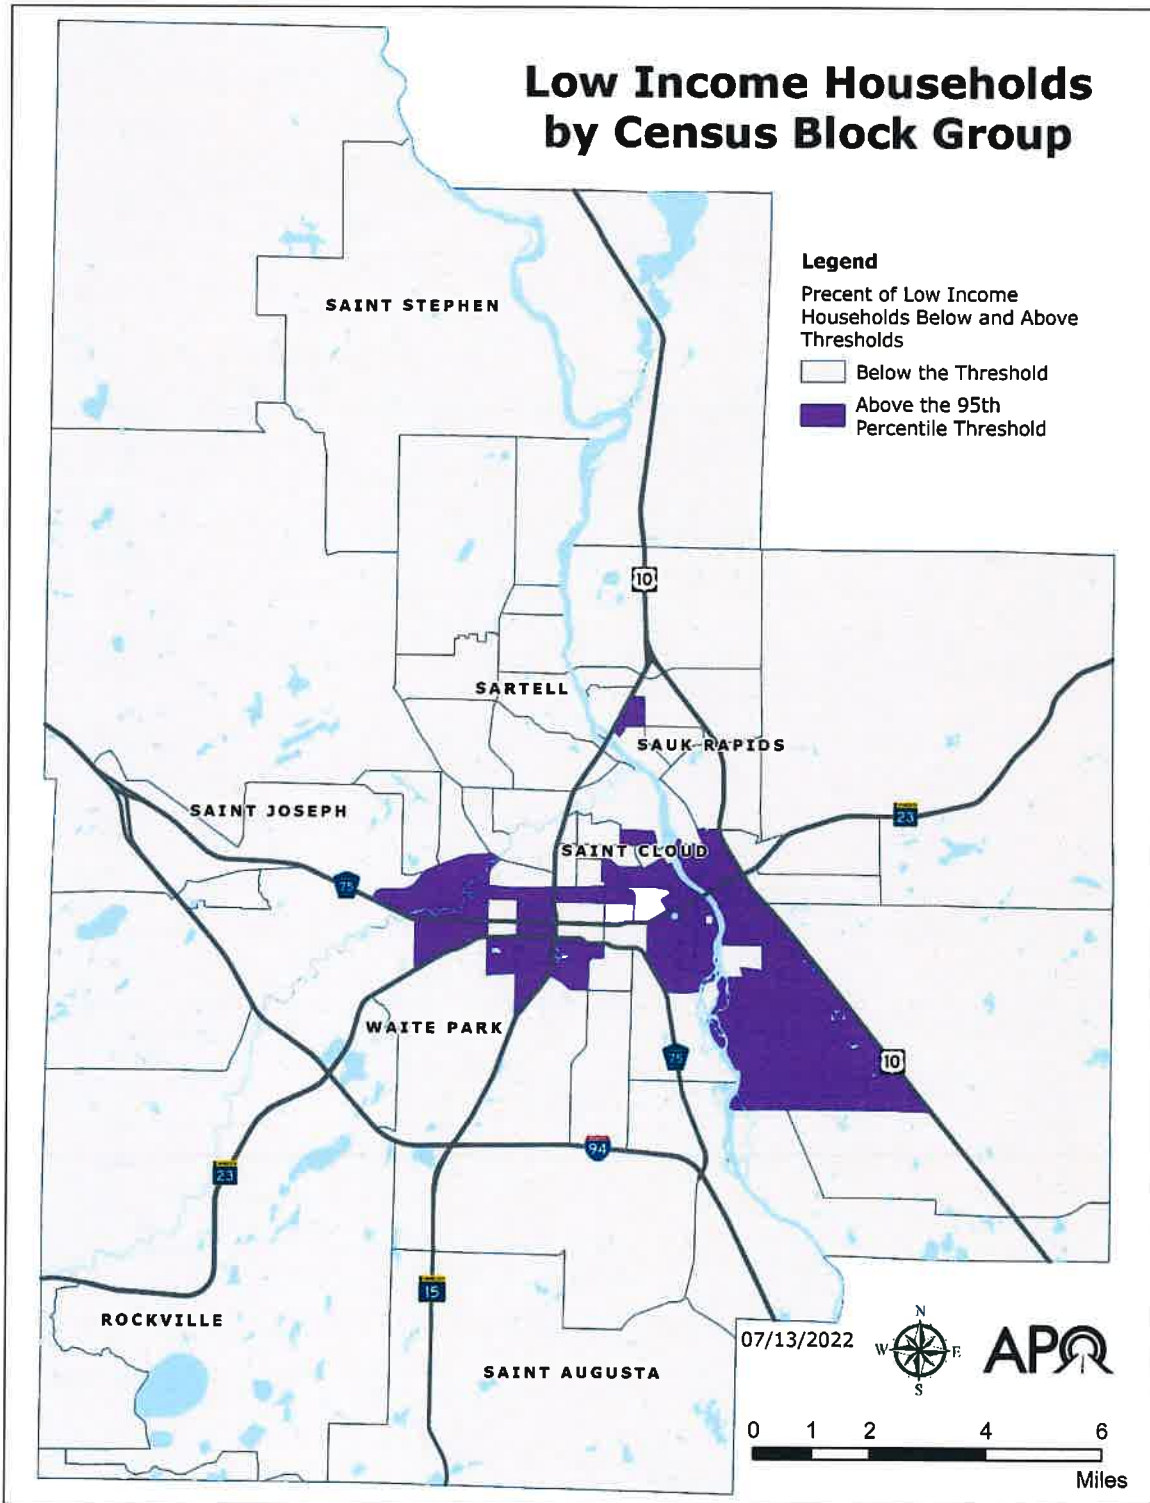 Low Income Households
by Census Block Group
Legend
Precent of Low Income
Households Below and Above
Thresholds
Below the Threshold
Above the 95th
Percentile Threshold
SAINT STEPHEN
10
SARTELL
SAUK RAPIDS
SAINT JOSEPH
23
SAINT CLOUD
75
WAITE PARK
75
10
94
23
15
ROCKVILLE
SAINT AUGUSTA
07/13/2022
N
W E
S
APO
0 1 2 4 6
Miles